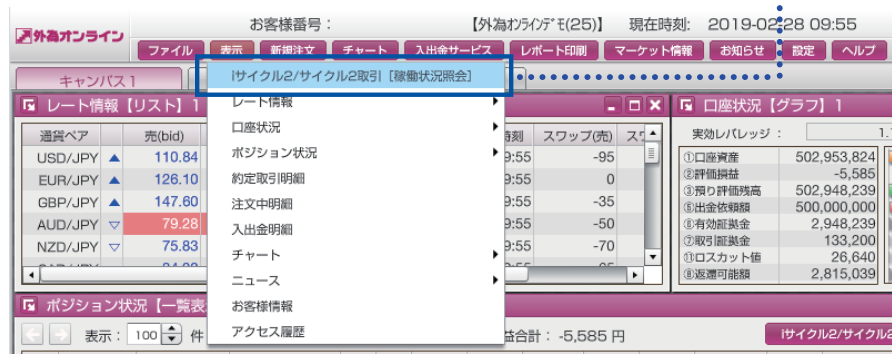 外為オンライン
お客様番号： 【外為オンラインデモ(25)】 現在時刻: 2019-02-28 09:55
ファイル 表示 新規注文 チャート 入出金サービス レポート印刷 マーケット情報 お知らせ 設定 ヘルプ
キャンバス1
iサイクル2/サイクル2取引［稼働状況照会］
レート情報
口座状況
ポジション状況
約定取引明細
注文中明細
入出金明細
チャート
ニュース
お客様情報
アクセス履歴
レート情報【リスト】1
通貨ペア 売(bid) 時刻 スワップ(売)
USD/JPY ▲ 110.84 9:55 -95
EUR/JPY ▲ 126.10 9:55 0
GBP/JPY ▲ 147.60 9:55 -35
AUD/JPY ▽ 79.28 9:55 -50
NZD/JPY ▽ 75.83 9:55 -70
口座状況【グラフ】1
実効レバレッジ： 1.
①口座資産 502,953,824
②評価損益 -5,585
③預り評価残高 502,948,239
⑤出金依頼額 500,000,000
⑥有効証拠金 2,948,239
⑦取引証拠金 133,200
⑪ロスカット値 26,640
⑧返還可能額 2,815,039
ポジション状況【一覧表
表示： 100 件 益合計： -5,585 円 iサイクル2/サイクル2